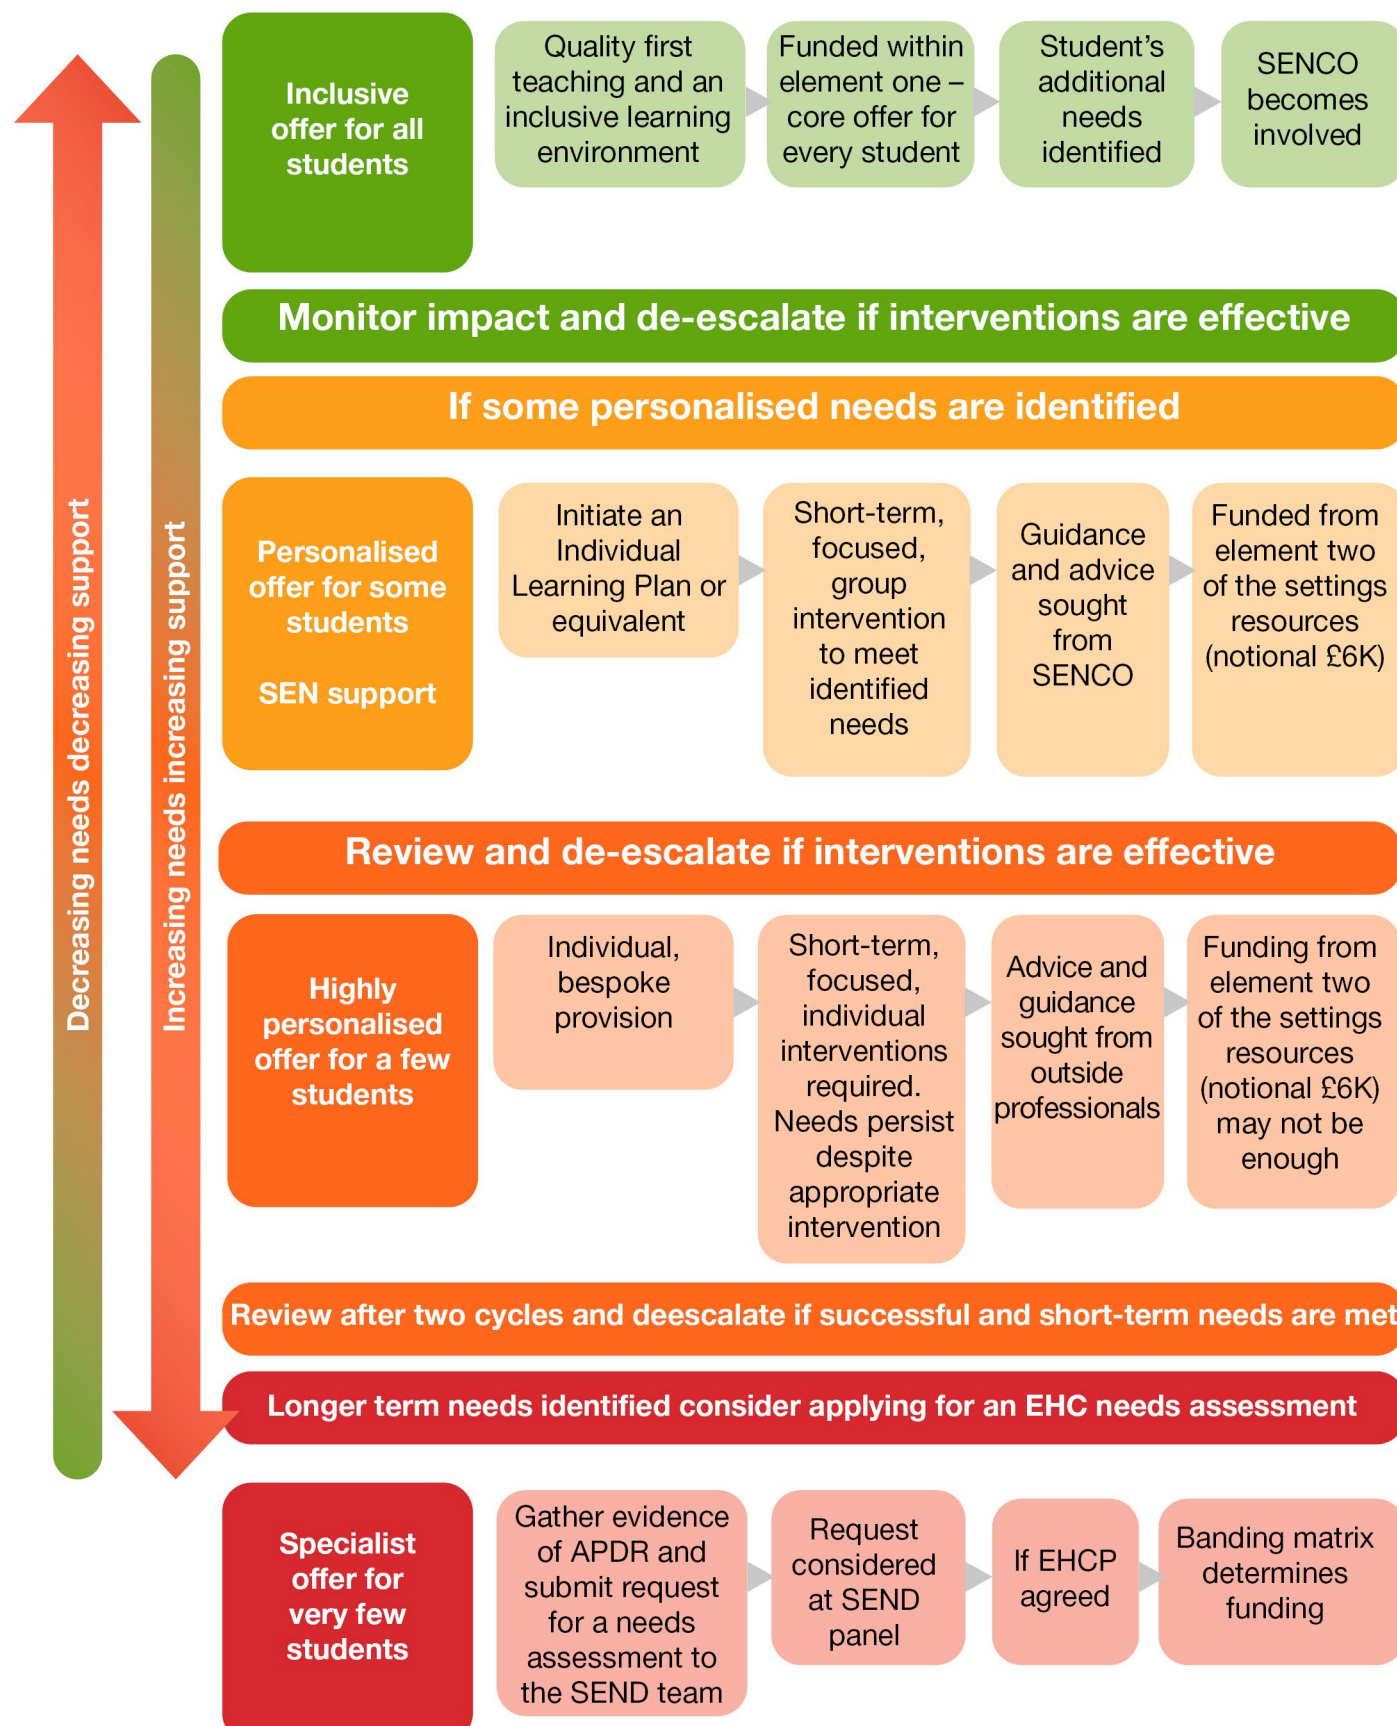 Decreasing needs decreasing support
Increasing needs increasing support
Inclusive
offer for all
students
Quality first
teaching and an
inclusive learning
environment
Funded within
element one –
core offer for
every student
Student’s
additional
needs
identified
SENCO
becomes
involved
Monitor impact and de-escalate if interventions are effective
If some personalised needs are identified
Personalised
offer for some
students
SEN support
Initiate an
Individual
Learning Plan or
equivalent
Short-term,
focused,
group
intervention
to meet
identified
needs
Guidance
and advice
sought
from
SENCO
Funded from
element two
of the settings
resources
(notional £6K)
Review and de-escalate if interventions are effective
Highly
personalised
offer for a few
students
Individual,
bespoke
provision
Short-term,
focused,
individual
interventions
required.
Needs persist
despite
appropriate
intervention
Advice and
guidance
sought from
outside
professionals
Funding from
element two
of the settings
resources
(notional £6K)
may not be
enough
Review after two cycles and deescalate if successful and short-term needs are met
Longer term needs identified consider applying for an EHC needs assessment
Specialist
offer for
very few
students
Gather evidence
of APDR and
submit request
for a needs
assessment to
the SEND team
Request
considered
at SEND
panel
If EHCP
agreed
Banding matrix
determines
funding